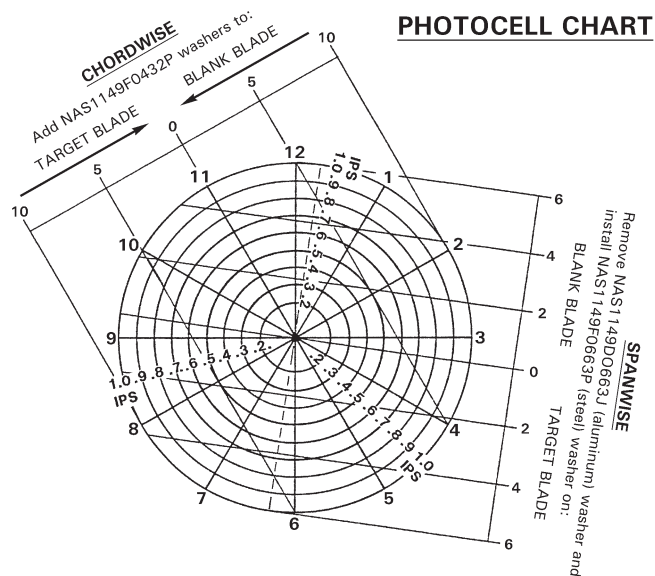 PHOTOCELL CHART
CHORDWISE
Add NAS1149F0432P washers to:
TARGET BLADE
BLANK BLADE
10
5
0
5
10
12
1
2
3
4
5
6
7
8
9
10
11
IPS
1.0 .9 .8 .7 .6 .5 .4 .3 .2
.2 .3 .4 .5 .6 .7 .8 .9 1.0
IPS
1.0 .9 .8 .7 .6 .5 .4 .3 .2
IPS
6
4
2
0
2
4
6
SPANWISE
Remove NAS1149DO663J (aluminum) washer and
install NAS1149F0663P (steel) washer on:
BLANK BLADE
TARGET BLADE